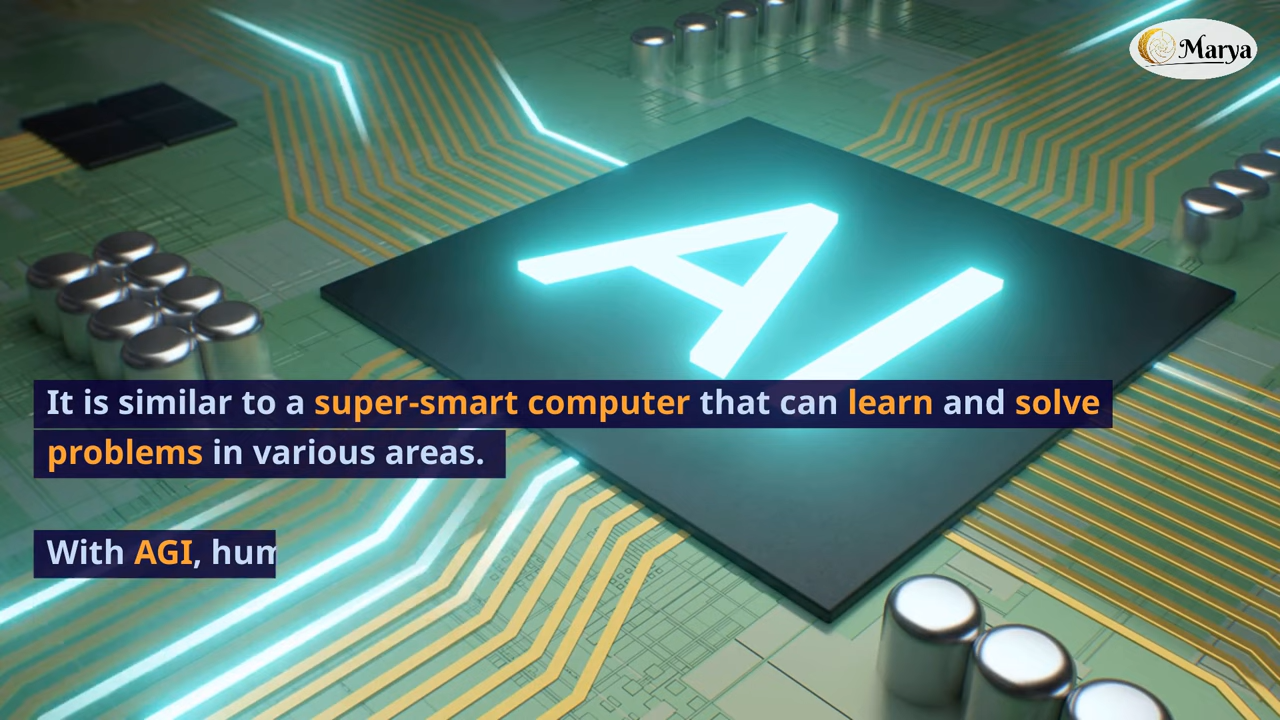 Marya
AI
It is similar to a super-smart computer that can learn and solve
problems in various areas.
With AGI, hum